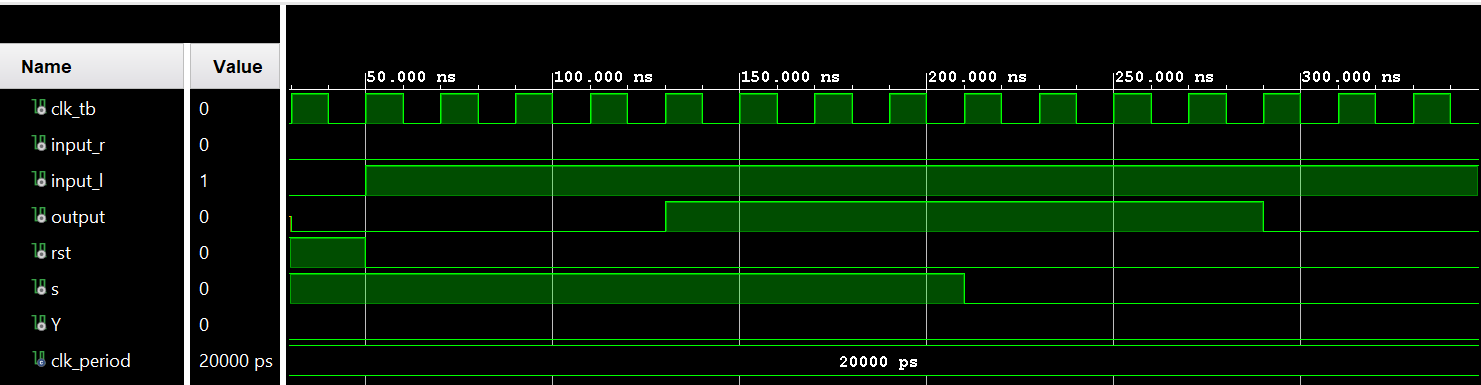 Name Value
50.000 ns 100.000 ns 150.000 ns 200.000 ns 250.000 ns 300.000 ns
clk_tb 0
input_r 0
input_l 1
output 0
rst 0
s 0
Y 0
clk_period 20000 ps 20000 ps